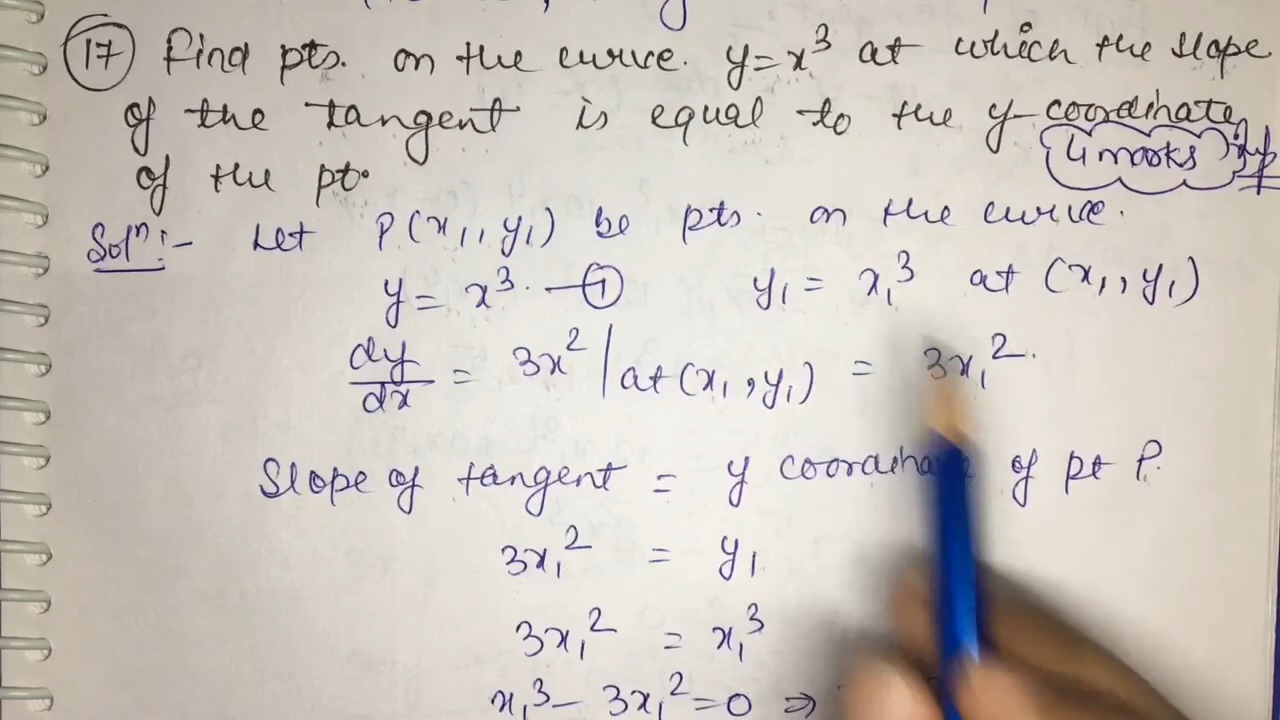 17 Find pts. on the curve. y=x³ at which the slope
of the tangent is equal to the y-coordinate
of the pt.
4 marks Imp
Solⁿ:- Let P(x₁, y₁) be pts. on the curve.
y = x³. —① y₁ = x₁³ at (x₁, y₁)
dy/dx = 3x² | at (x₁, y₁) = 3x₁².
Slope of tangent = y of pt P.
3x₁² = y₁
3x₁² = x₁³
x₁³ - 3x₁² = 0 ⇒